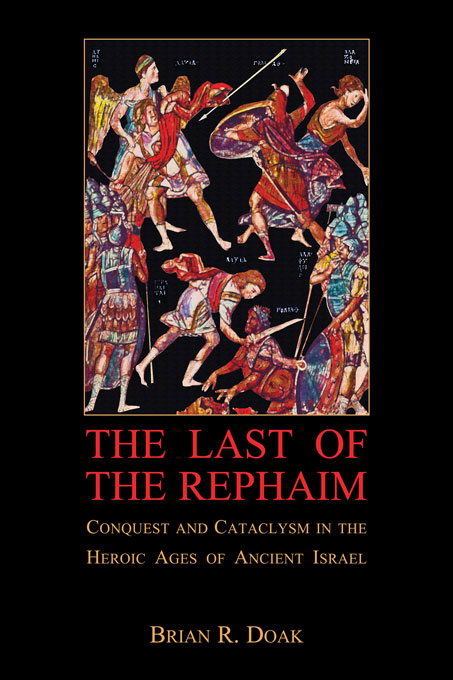 THE LAST OF
THE REPHAIM
CONQUEST AND CATACLYSM IN THE
HEROIC AGES OF ANCIENT ISRAEL
BRIAN R. DOAK